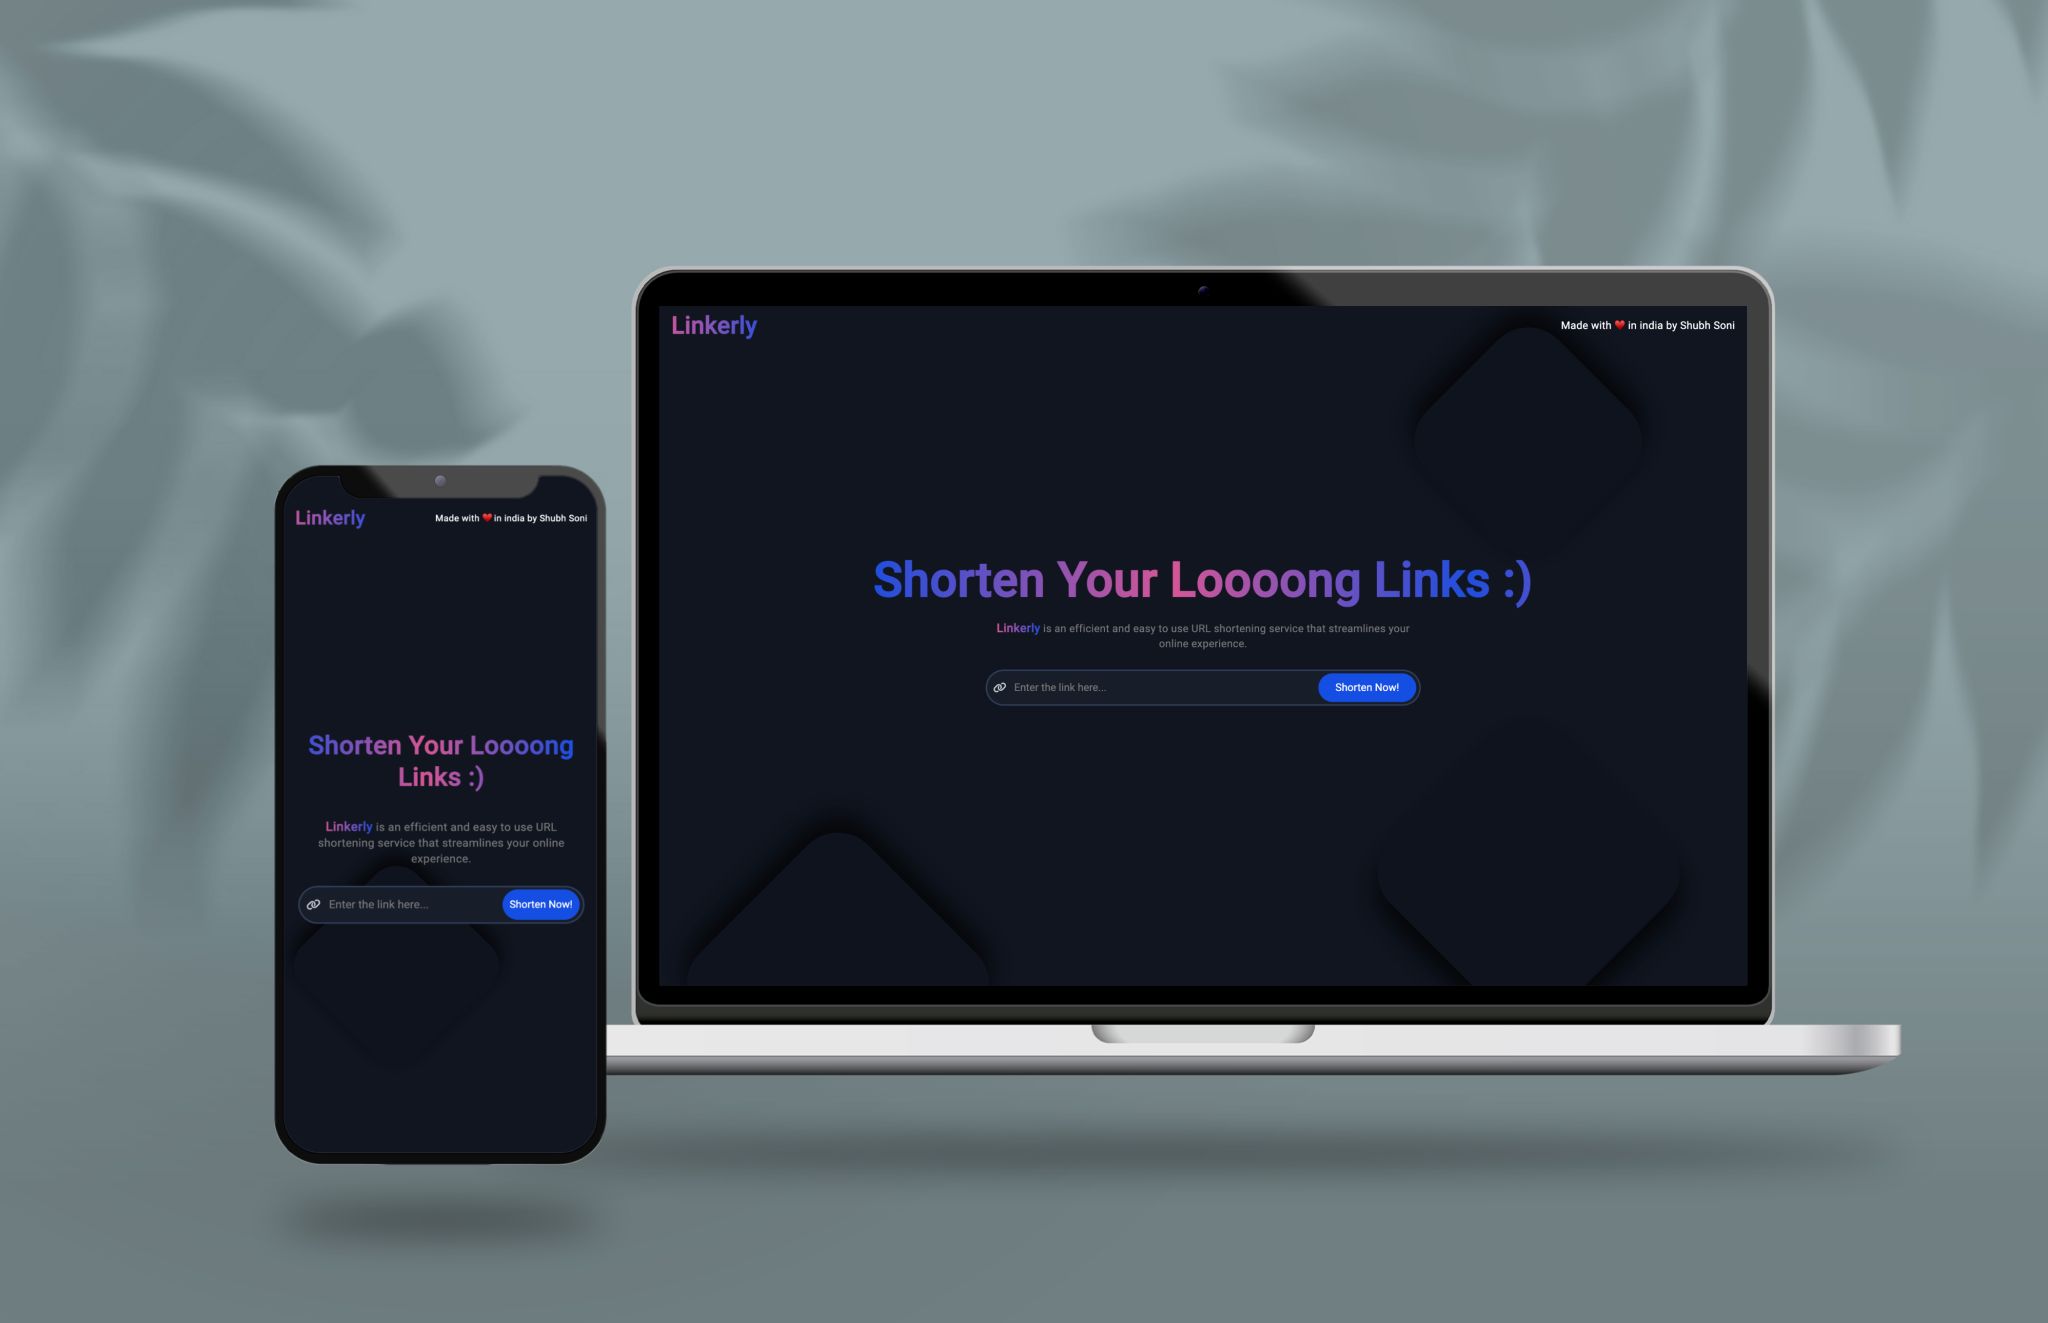 Linkerly
Made with ❤️ in india by Shubh Soni
Shorten Your Loooong Links :)
Linkerly is an efficient and easy to use URL shortening service that streamlines your
online experience.
Enter the link here...
Shorten Now!
Linkerly
Made with ❤️ in india by Shubh Soni
Shorten Your Loooong
Links :)
Linkerly is an efficient and easy to use URL
shortening service that streamlines your online
experience.
Enter the link here...
Shorten Now!